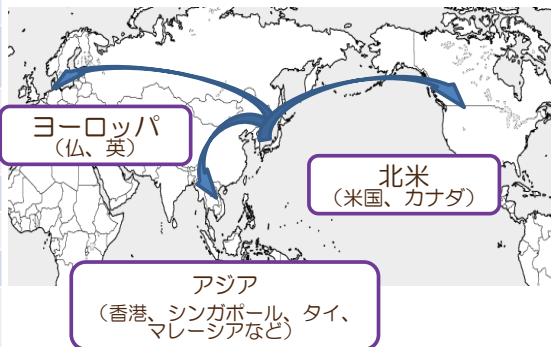 ヨーロッパ
（仏、英）
北米
（米国、カナダ）
アジア
（香港、シンガポール、タイ、
マレーシアなど）